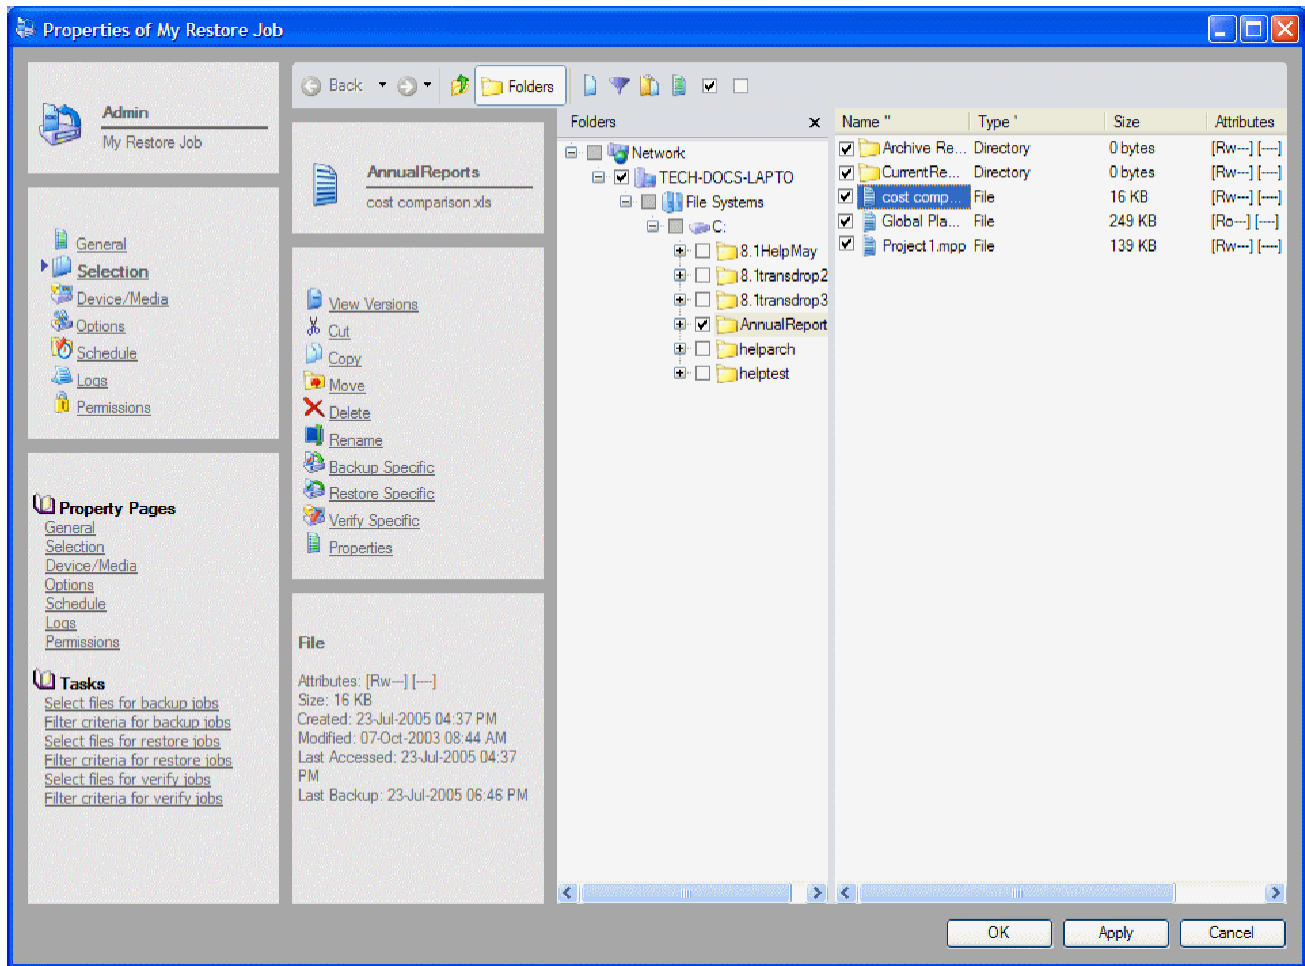 Properties of My Restore Job
Admin
My Restore Job
General
Selection
Device/Media
Options
Schedule
Logs
Permissions
Property Pages
General
Selection
Device/Media
Options
Schedule
Logs
Permissions
Tasks
Select files for backup jobs
Filter criteria for backup jobs
Select files for restore jobs
Filter criteria for restore jobs
Select files for verify jobs
Filter criteria for verify jobs
Back
Folders
AnnualReports
cost comparison.xls
View Versions
Cut
Copy
Move
Delete
Rename
Backup Specific
Restore Specific
Verify Specific
Properties
File
Attributes: [Rw---] [----]
Size: 16 KB
Created: 23-Jul-2005 04:37 PM
Modified: 07-Oct-2003 08:44 AM
Last Accessed: 23-Jul-2005 04:37
PM
Last Backup: 23-Jul-2005 06:46 PM
Folders
Network
TECH-DOCS-LAPTO
File Systems
C:
8.1HelpMay
8.1transdrop2
8.1transdrop3
AnnualReport
helparch
helptest
Name " Type ' Size Attributes
Archive Re... Directory 0 bytes [Rw---] [----]
CurrentRe... Directory 0 bytes [Rw---] [----]
cost comp... File 16 KB [Rw---] [----]
Global Pla... File 249 KB [Ro---] [----]
Project1.mpp File 139 KB [Rw---] [----]
OK Apply Cancel